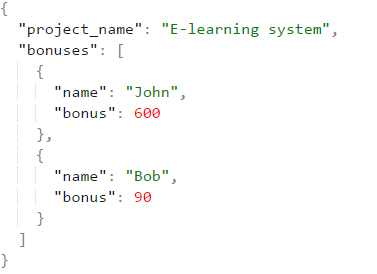 {
  "project_name": "E-learning system",
  "bonuses": [
    {
      "name": "John",
      "bonus": 600
    },
    {
      "name": "Bob",
      "bonus": 90
    }
  ]
}